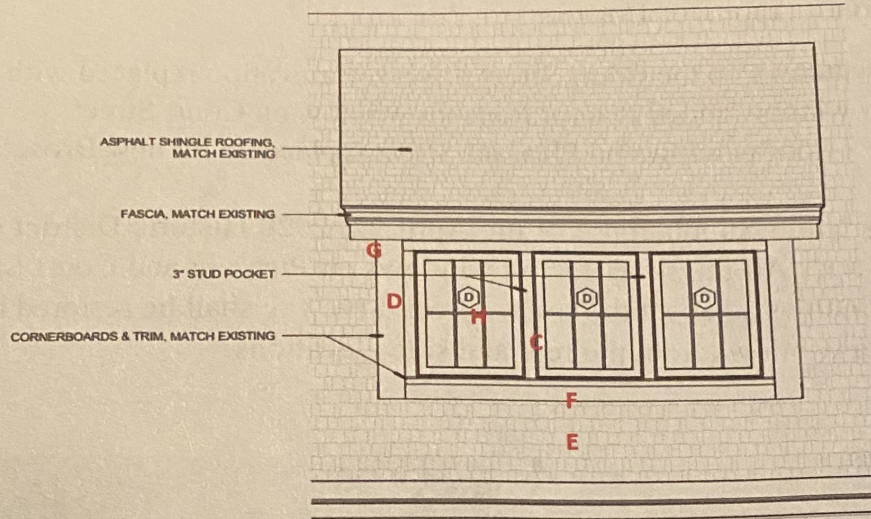 ASPHALT SHINGLE ROOFING,
MATCH EXISTING
FASCIA, MATCH EXISTING
G
3" STUD POCKET
D
D
D
D
H
CORNERBOARDS & TRIM, MATCH EXISTING
C
F
E